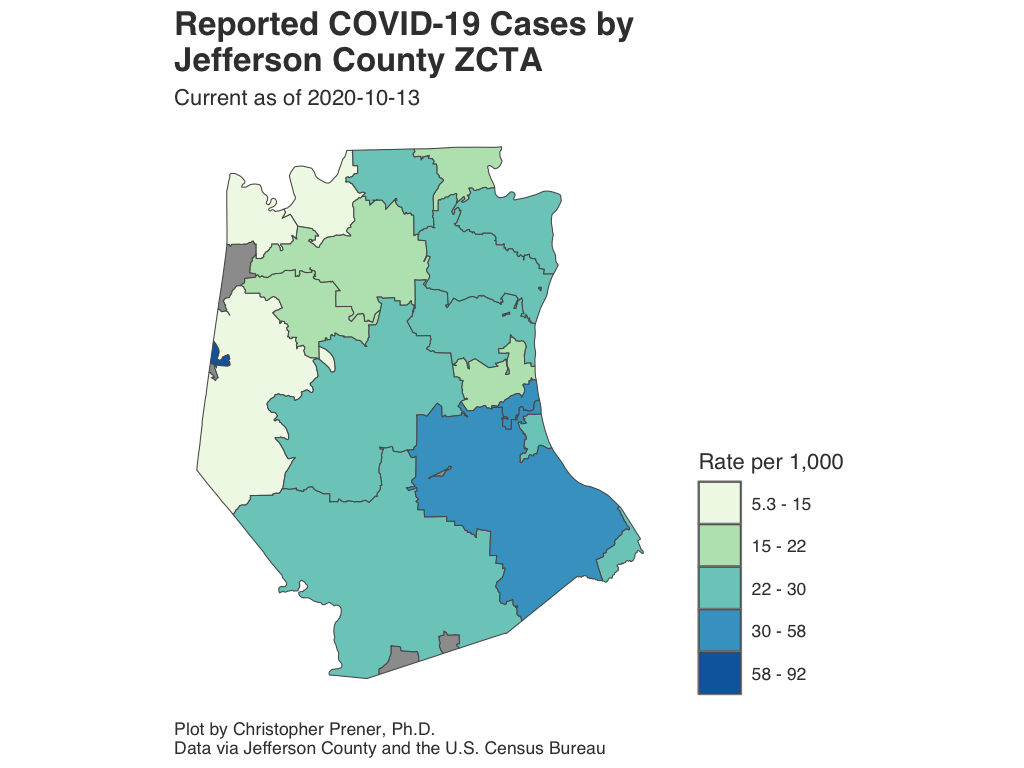 Reported COVID-19 Cases by
Jefferson County ZCTA
Current as of 2020-10-13
Rate per 1,000
5.3 - 15
15 - 22
22 - 30
30 - 58
58 - 92
Plot by Christopher Prener, Ph.D.
Data via Jefferson County and the U.S. Census Bureau